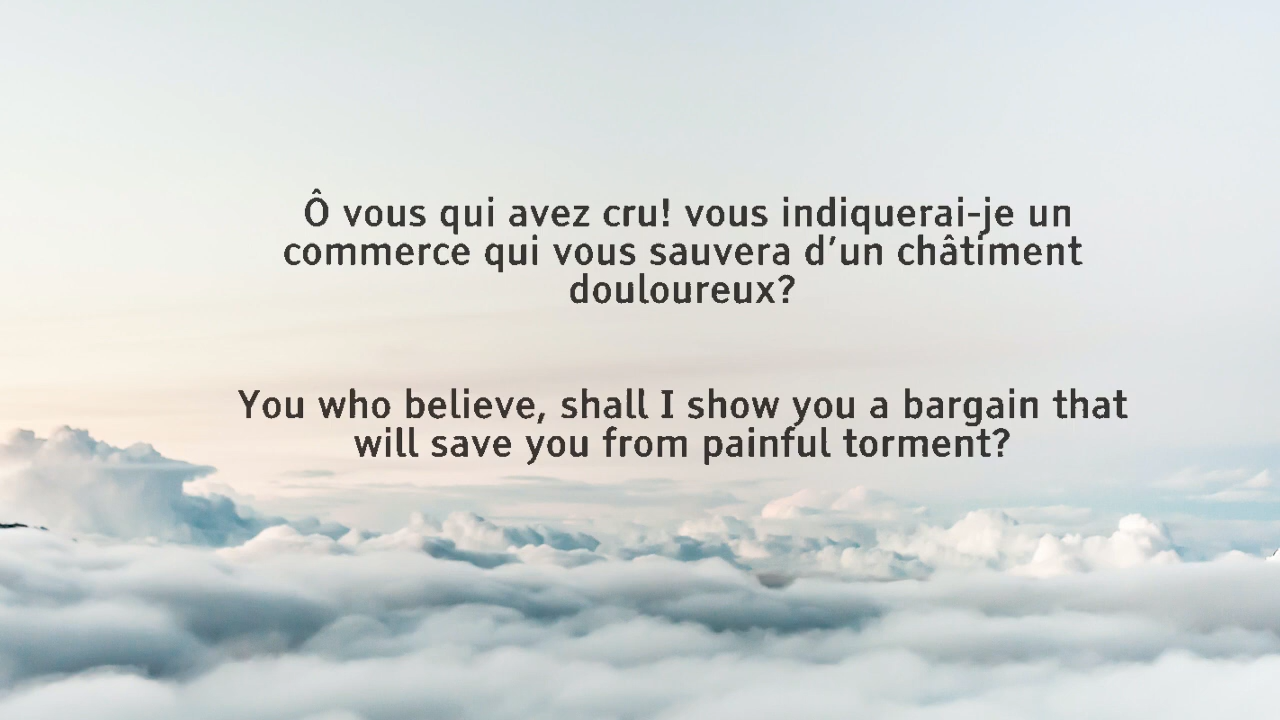 Ô vous qui avez cru! vous indiquerai-je un
commerce qui vous sauvera d’un châtiment
douloureux?
You who believe, shall I show you a bargain that
will save you from painful torment?